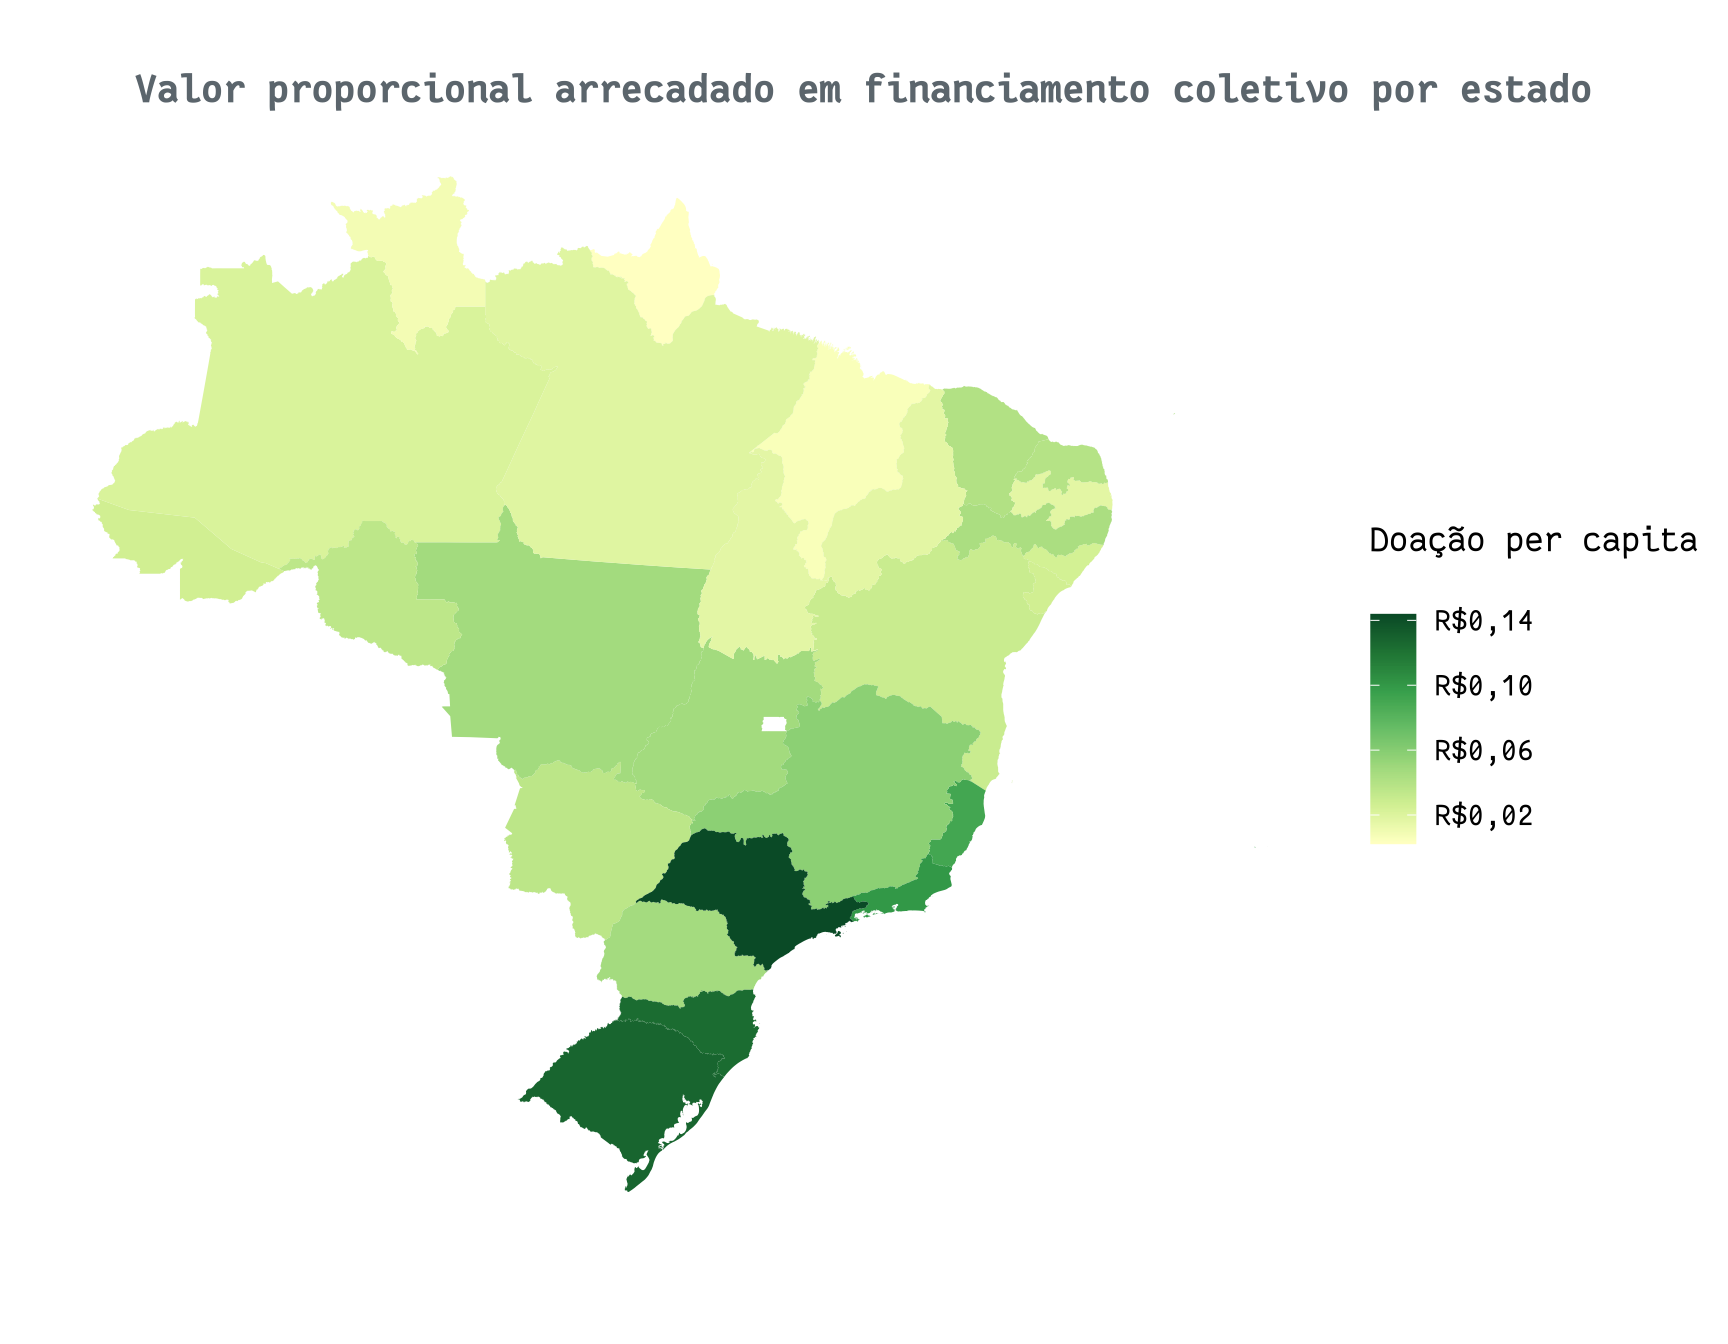 Valor proporcional arrecadado em financiamento coletivo por estado
Doação per capita
R$0,14
R$0,10
R$0,06
R$0,02